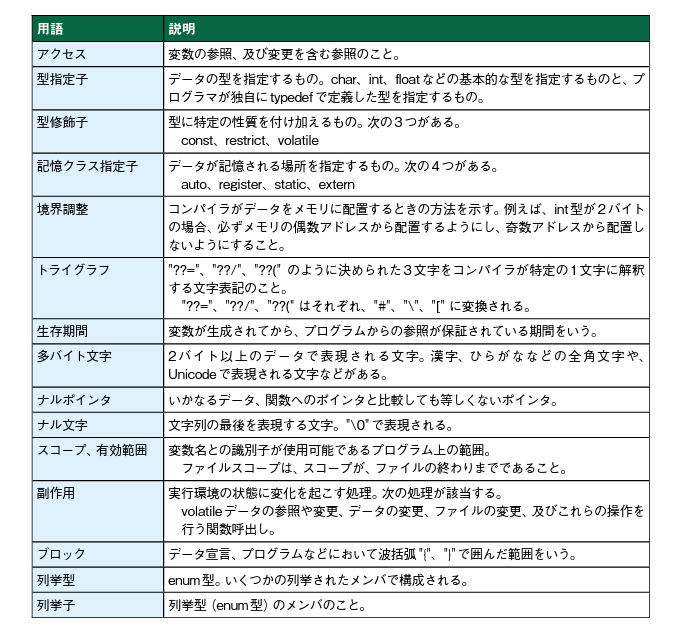 用語 説明
アクセス 変数の参照、及び変更を含む参照のこと。
型指定子 データの型を指定するもの。char、int、floatなどの基本的な型を指定するものと、プ
ログラマが独自にtypedefで定義した型を指定するもの。
型修飾子 型に特定の性質を付け加えるもの。次の3つがある。
const、restrict、volatile
記憶クラス指定子 データが記憶される場所を指定するもの。次の4つがある。
auto、register、static、extern
境界調整 コンパイラがデータをメモリに配置するときの方法を示す。例えば、int型が2バイト
の場合、必ずメモリの偶数アドレスから配置するようにし、奇数アドレスから配置し
ないようにすること。
トライグラフ "??="、"??/"、"??(" のように決められた3文字をコンパイラが特定の1文字に解釈
する文字表記のこと。
"??="、"??/"、"??(" はそれぞれ、"#"、"\"、"[" に変換される。
生存期間 変数が生成されてから、プログラムからの参照が保証されている期間をいう。
多バイト文字 2バイト以上のデータで表現される文字。漢字、ひらがななどの全角文字や、
Unicodeで表現される文字などがある。
ナルポインタ いかなるデータ、関数へのポインタと比較しても等しくないポインタ。
ナル文字 文字列の最後を表現する文字。"\0"で表現される。
スコープ、有効範囲 変数名との識別子が使用可能であるプログラム上の範囲。
ファイルスコープは、スコープが、ファイルの終わりまでであること。
副作用 実行環境の状態に変化を起こす処理。次の処理が該当する。
volatileデータの参照や変更、データの変更、ファイルの変更、及びこれらの操作を
行う関数呼出し。
ブロック データ宣言、プログラムなどにおいて波括弧"{"、"}"で囲んだ範囲をいう。
列挙型 enum型。いくつかの列挙されたメンバで構成される。
列挙子 列挙型(enum型)のメンバのこと。